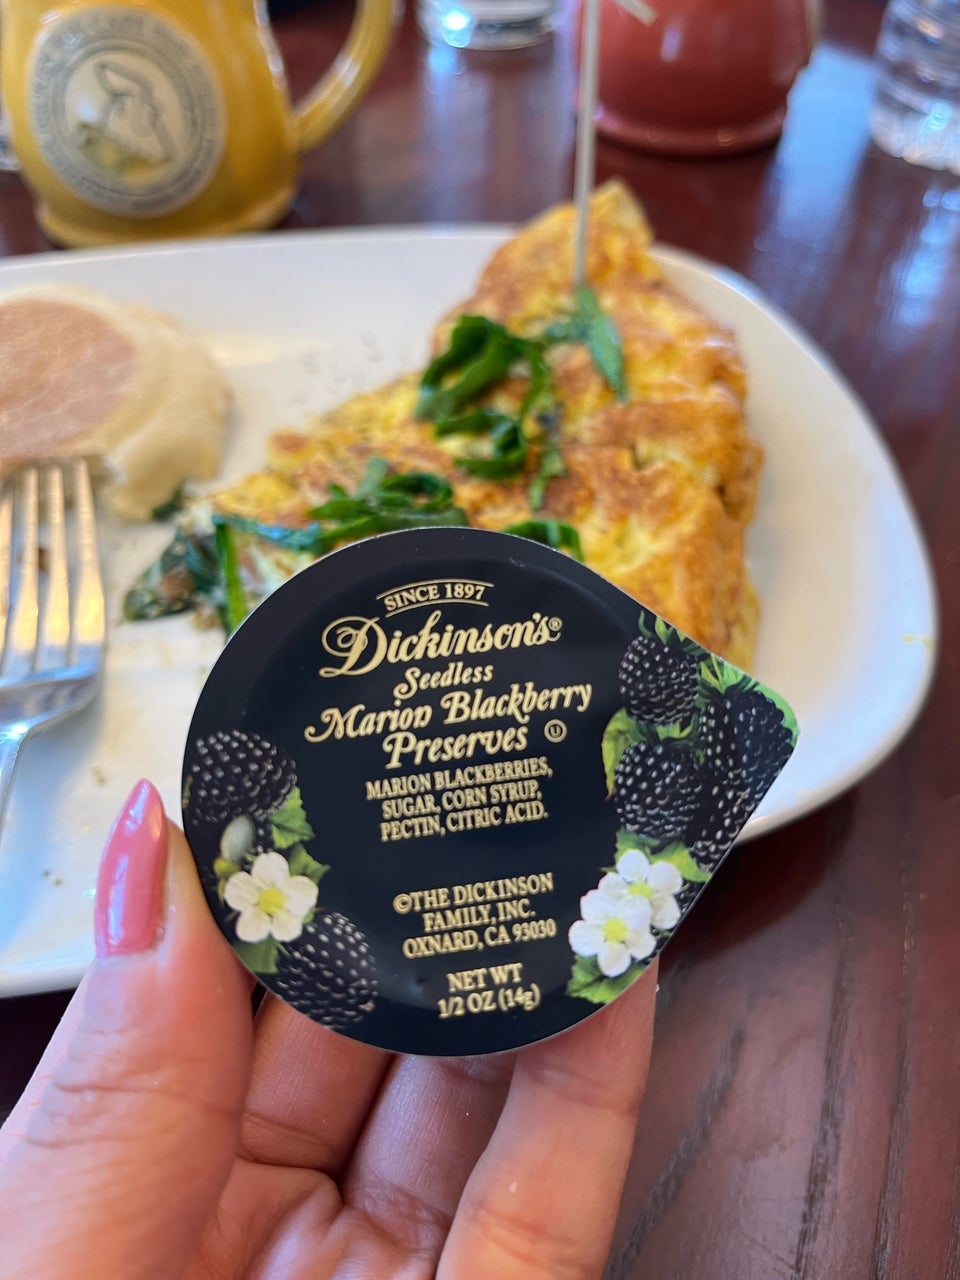 SINCE 1897
Dickinson's®
Seedless
Marion Blackberry
Preserves Ⓤ
MARION BLACKBERRIES,
SUGAR, CORN SYRUP,
PECTIN, CITRIC ACID.
©THE DICKINSON
FAMILY, INC.
OXNARD, CA 93030
NET WT
1/2 OZ (14g)